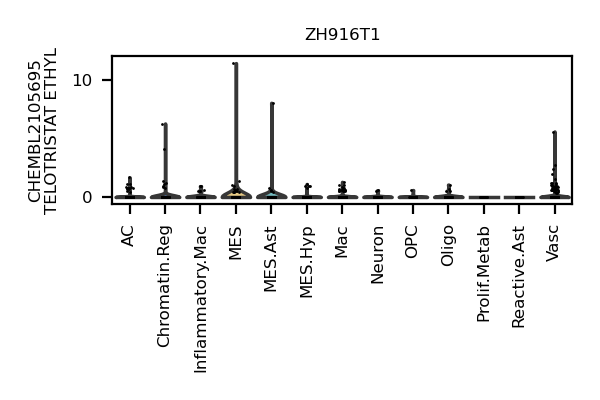 ZH916T1
CHEMBL2105695
TELOTRISTAT ETHYL
10
0
AC
Chromatin.Reg
Inflammatory.Mac
MES
MES.Ast
MES.Hyp
Mac
Neuron
OPC
Oligo
Prolif.Metab
Reactive.Ast
Vasc